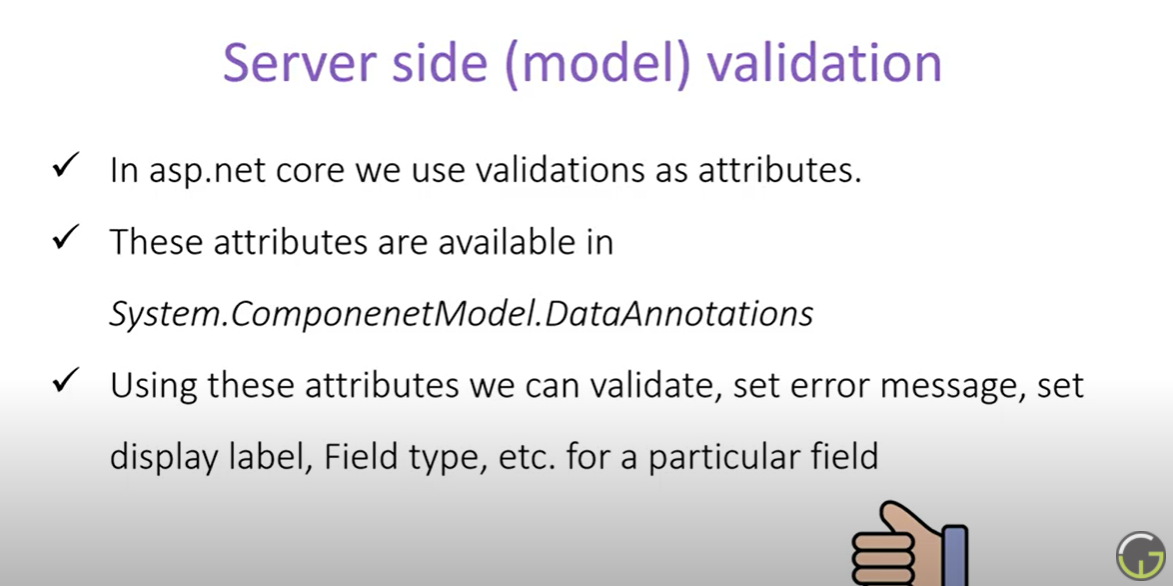 Server side (model) validation
✓ In asp.net core we use validations as attributes.
✓ These attributes are available in
System.ComponenetModel.DataAnnotations
✓ Using these attributes we can validate, set error message, set
display label, Field type, etc. for a particular field